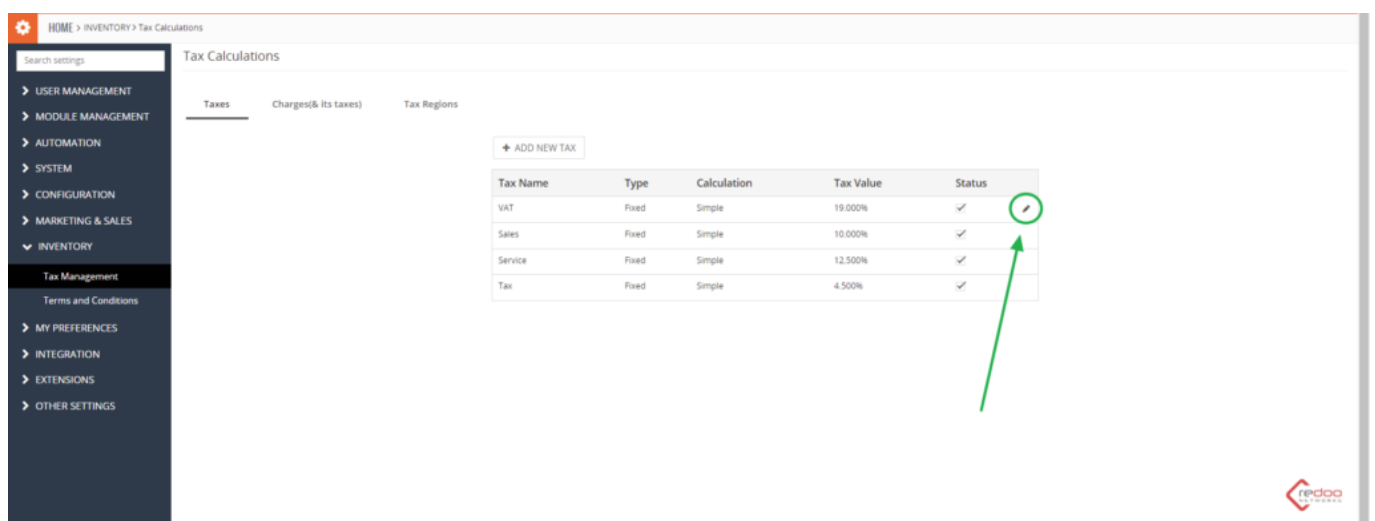 HOME > INVENTORY > Tax Calculations
Search settings
USER MANAGEMENT
MODULE MANAGEMENT
AUTOMATION
SYSTEM
CONFIGURATION
MARKETING & SALES
INVENTORY
Tax Management
Terms and Conditions
MY PREFERENCES
INTEGRATION
EXTENSIONS
OTHER SETTINGS
Tax Calculations
Taxes Charges(& its taxes) Tax Regions
+ ADD NEW TAX
Tax Name Type Calculation Tax Value Status
VAT Fixed Simple 19.000%
Sales Fixed Simple 10.000%
Service Fixed Simple 12.500%
Tax Fixed Simple 4.500%
redoo
NETWORKS